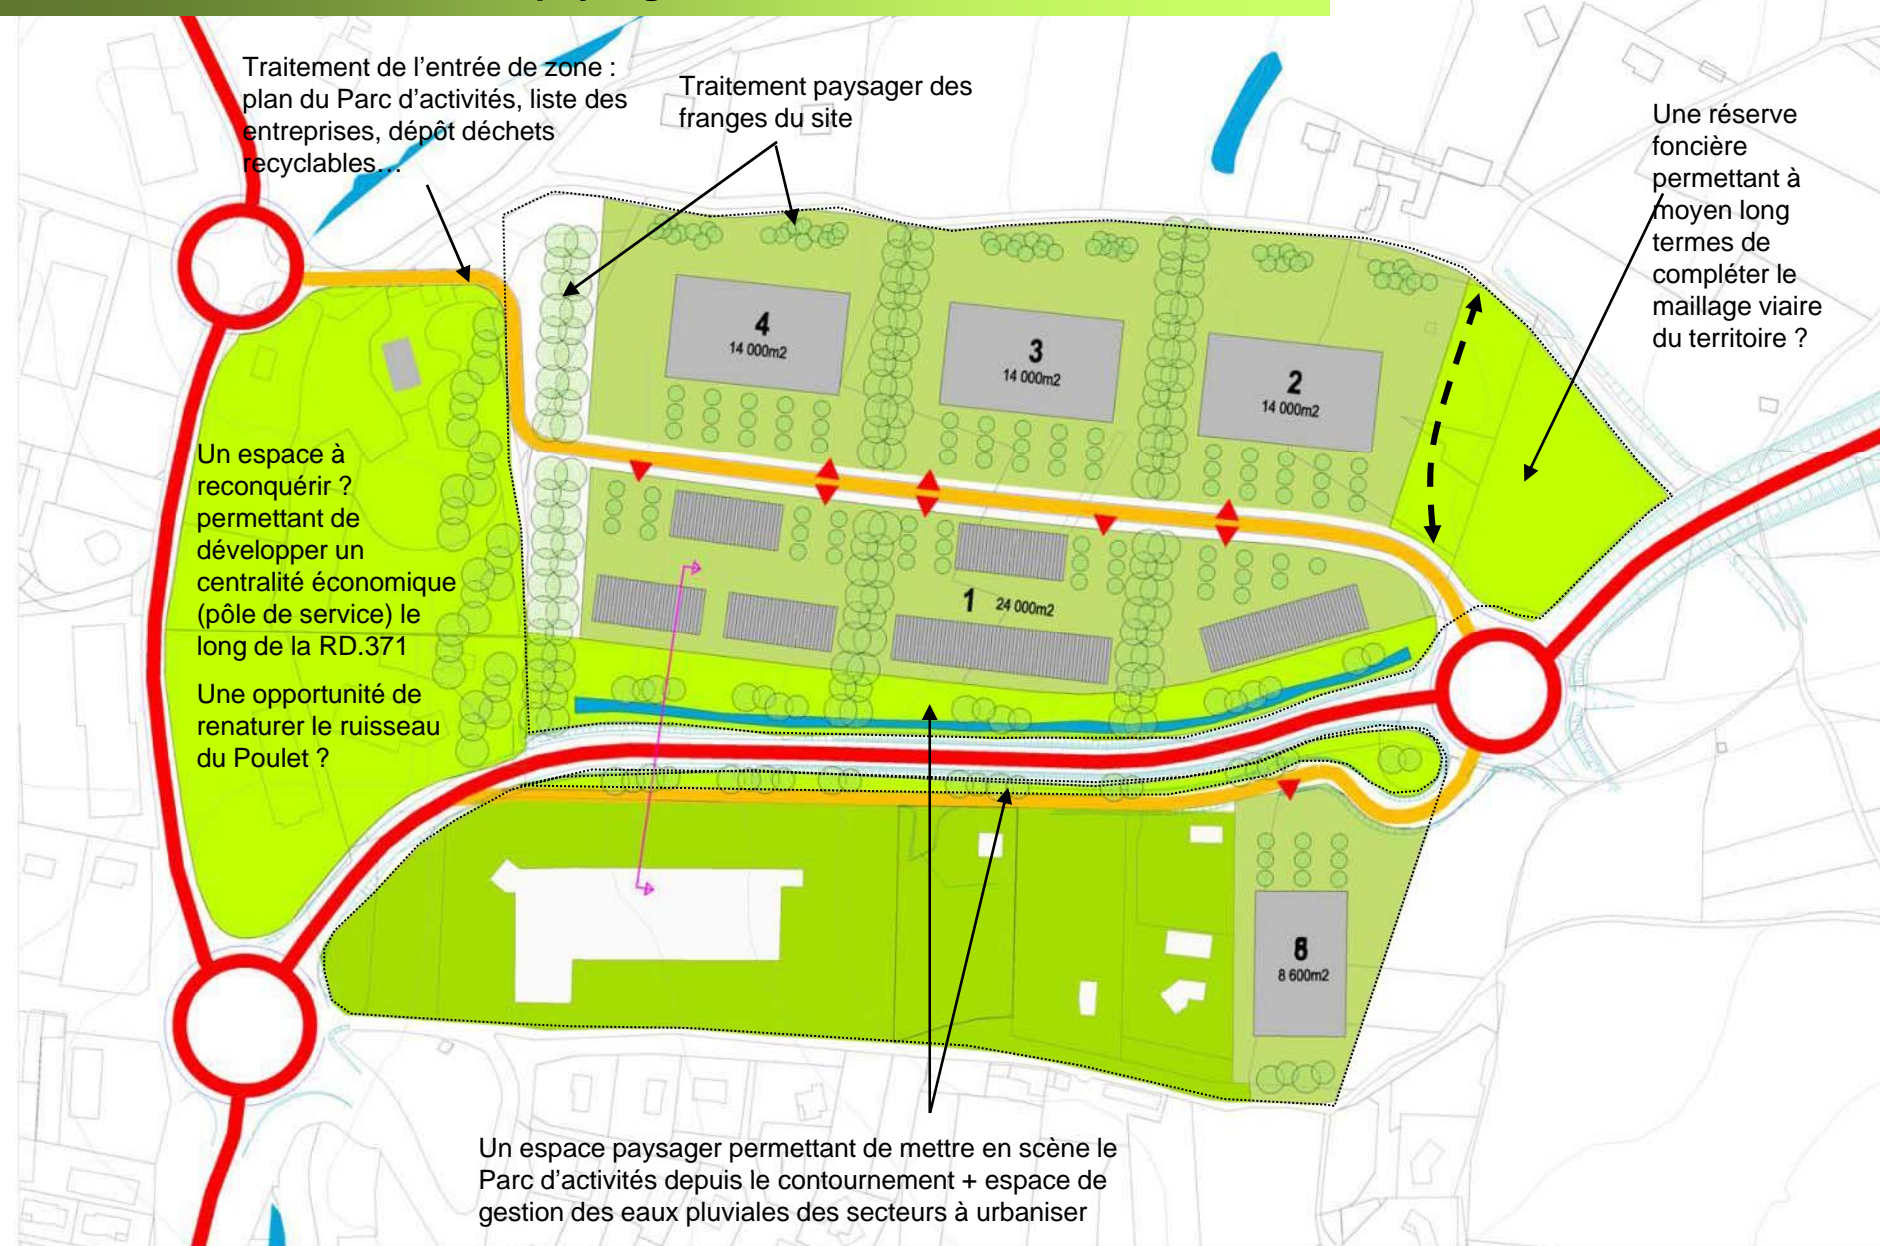 Traitement de l'entrée de zone :
plan du Parc d'activités, liste des
entreprises, dépôt déchets
recyclables…
Traitement paysager des
franges du site
Une réserve
foncière
permettant à
moyen long
termes de
compléter le
maillage viaire
du territoire ?
4
14 000m2
3
14 000m2
2
14 000m2
Un espace à
reconquérir ?
permettant de
développer un
centralité économique
(pôle de service) le
long de la RD.371
Une opportunité de
renaturer le ruisseau
du Poulet ?
1 24 000m2
8
8 600m2
Un espace paysager permettant de mettre en scène le
Parc d'activités depuis le contournement + espace de
gestion des eaux pluviales des secteurs à urbaniser